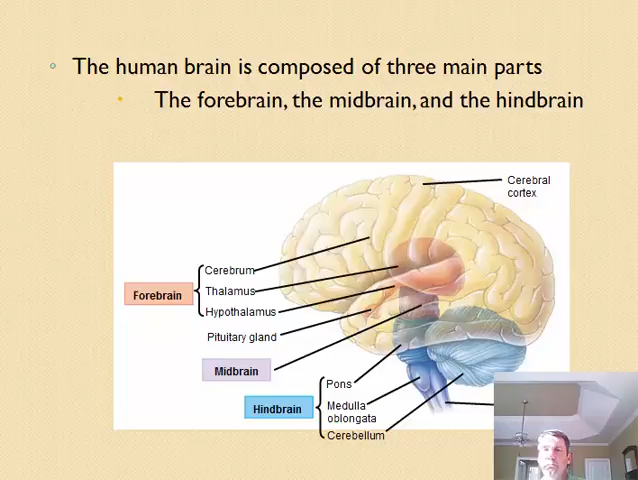 The human brain is composed of three main parts
The forebrain, the midbrain, and the hindbrain
Cerebral
cortex
Cerebrum
Forebrain
Thalamus
Hypothalamus
Pituitary gland
Midbrain
Pons
Hindbrain
Medulla
oblongata
Cerebellum